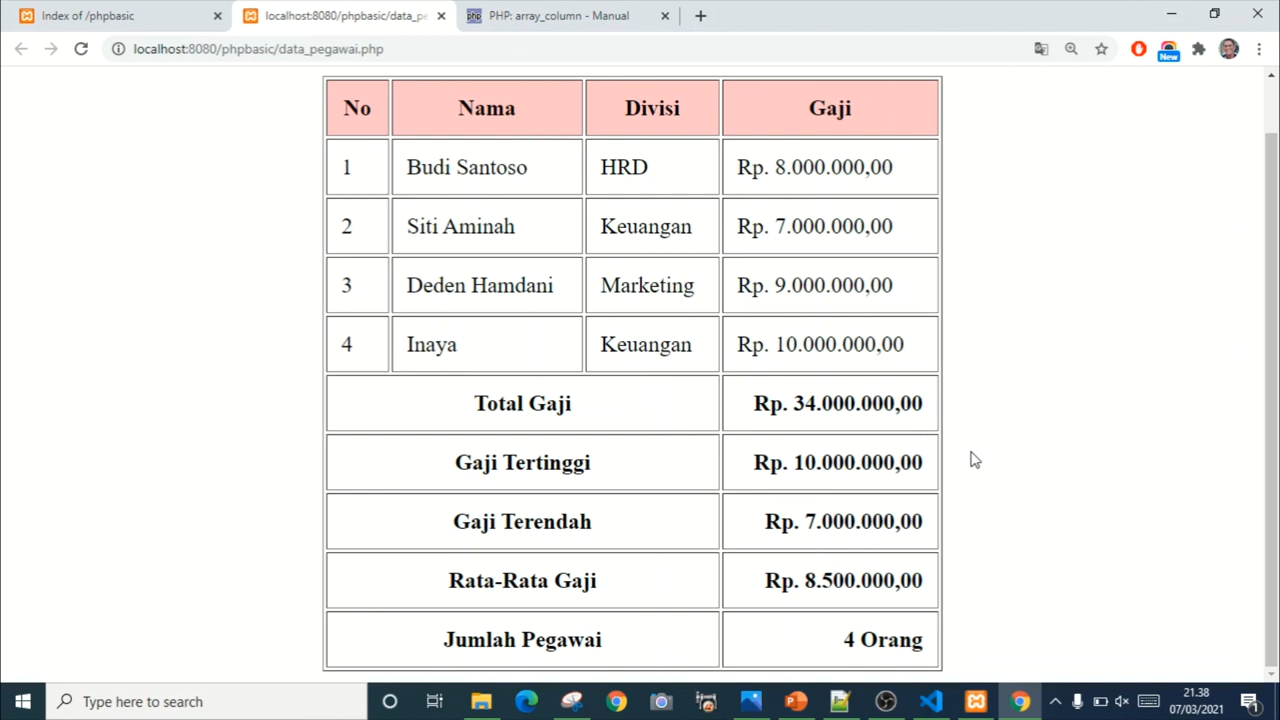 Index of /phpbasic
localhost:8080/phpbasic/data_pe
PHP: array_column - Manual
localhost:8080/phpbasic/data_pegawai.php
New
No Nama Divisi Gaji
1 Budi Santoso HRD Rp. 8.000.000,00
2 Siti Aminah Keuangan Rp. 7.000.000,00
3 Deden Hamdani Marketing Rp. 9.000.000,00
4 Inaya Keuangan Rp. 10.000.000,00
Total Gaji Rp. 34.000.000,00
Gaji Tertinggi Rp. 10.000.000,00
Gaji Terendah Rp. 7.000.000,00
Rata-Rata Gaji Rp. 8.500.000,00
Jumlah Pegawai 4 Orang
Type here to search
21.38
07/03/2021
1